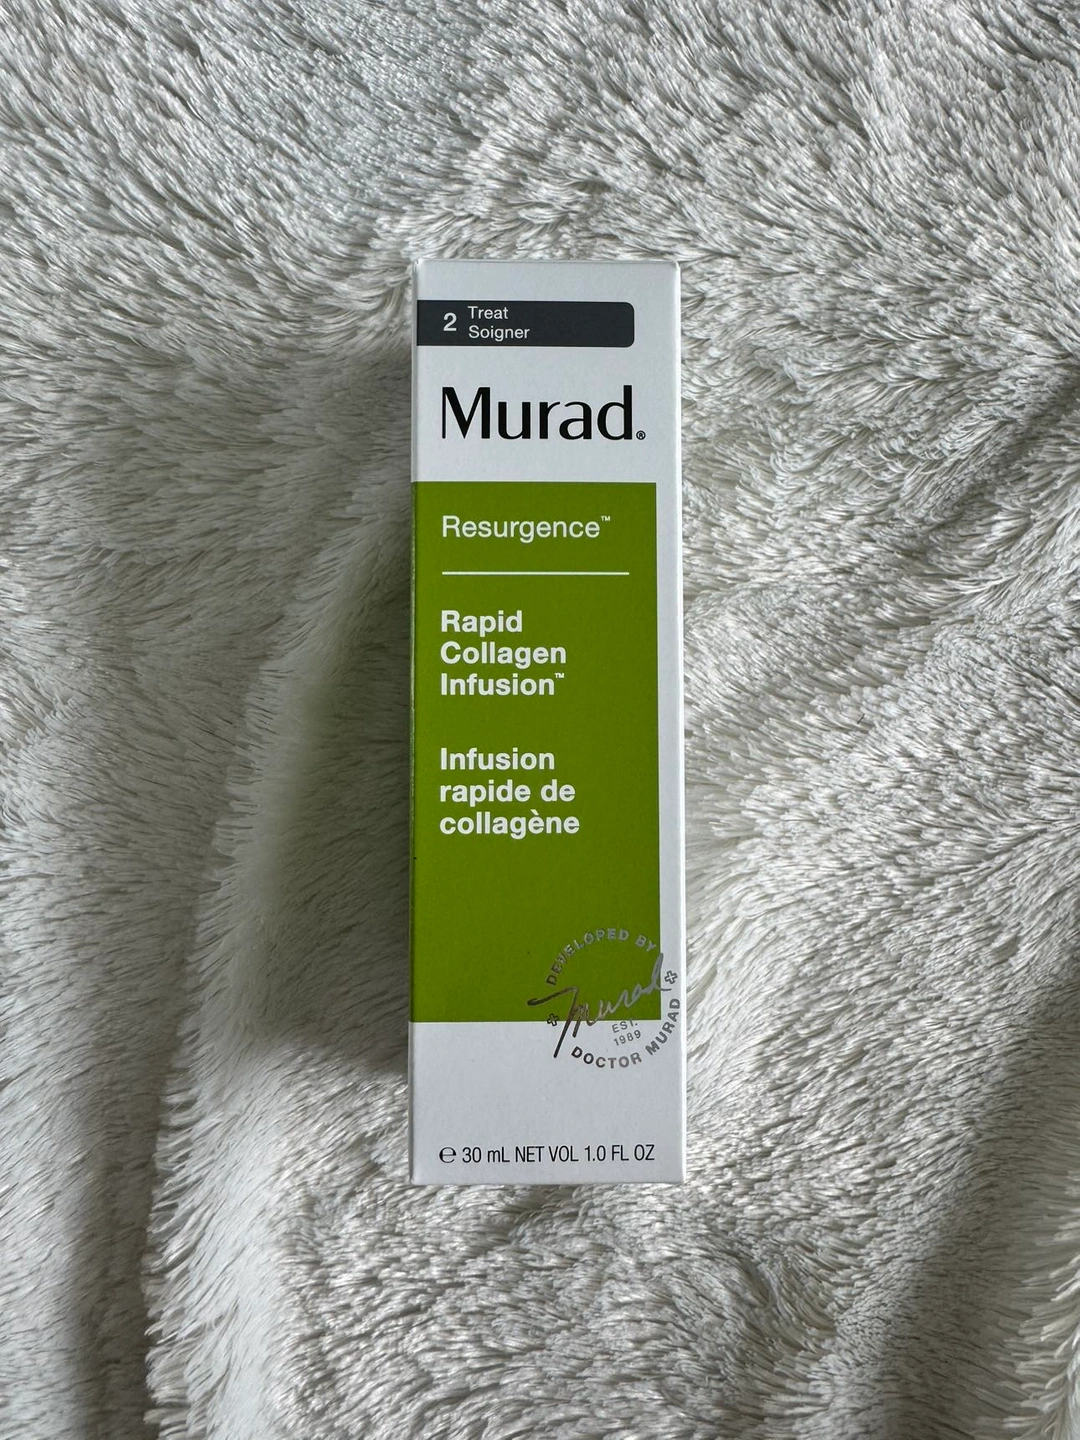 2 Treat
Soigner
Murad®
Resurgence™
Rapid
Collagen
Infusion™
Infusion
rapide de
collagène
DEVELOPED BY
Murad
EST.
1989
DOCTOR MURAD
℮ 30 mL NET VOL 1.0 FL OZ